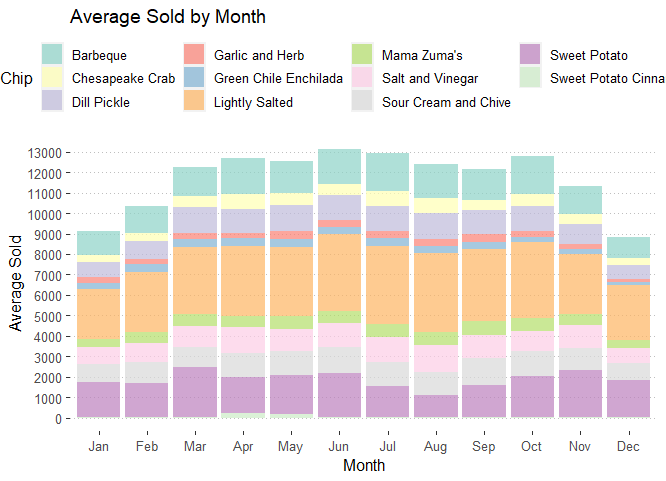 Average Sold by Month
Chip
Barbeque
Chesapeake Crab
Dill Pickle
Garlic and Herb
Green Chile Enchilada
Lightly Salted
Mama Zuma's
Salt and Vinegar
Sour Cream and Chive
Sweet Potato
Sweet Potato Cinna
Average Sold
13000
12000
11000
10000
9000
8000
7000
6000
5000
4000
3000
2000
1000
0
Jan Feb Mar Apr May Jun Jul Aug Sep Oct Nov Dec
Month